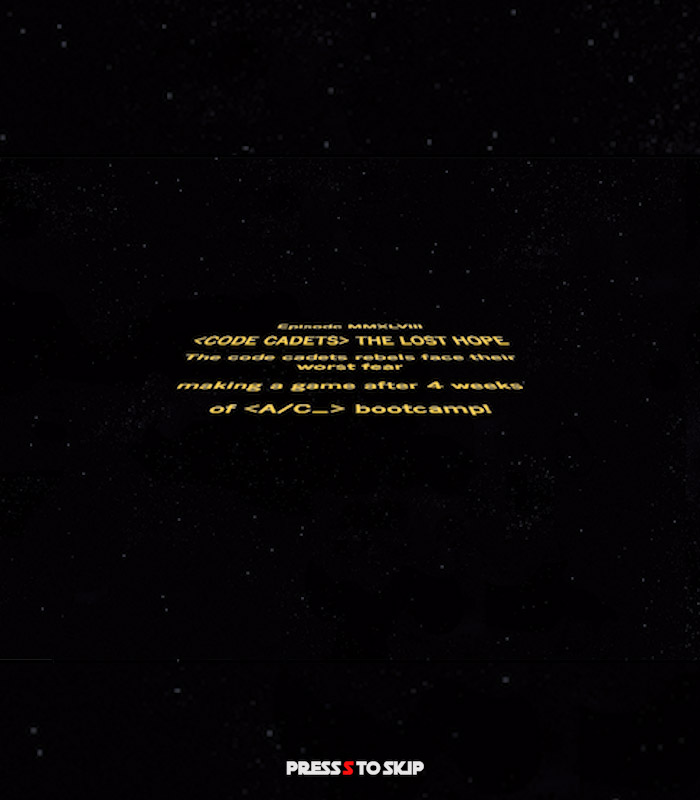 Episode MMXLVIII
<CODE CADETS> THE LOST HOPE
The code cadets rebels face their
worst fear
making a game after 4 weeks
of <A/C_> bootcamp!
PRESS S TO SKIP